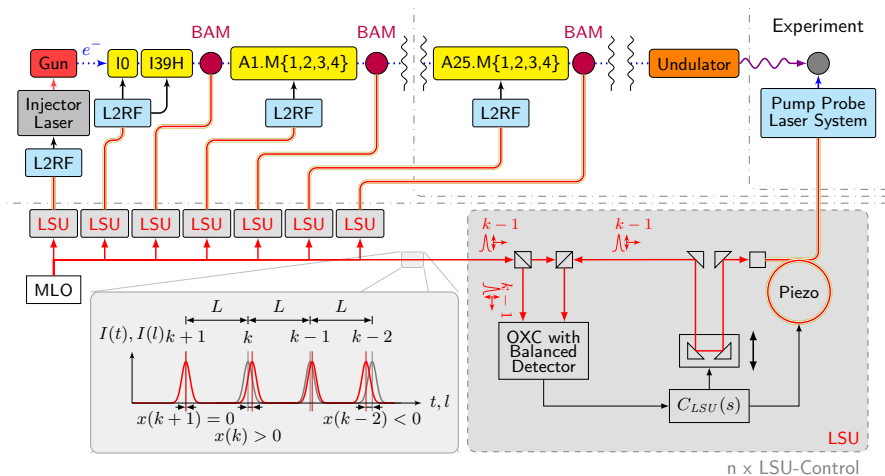 BAM
BAM
BAM
Experiment
Gun
e−
I0
I39H
A1.M{1,2,3,4}
A25.M{1,2,3,4}
Undulator
Injector
Laser
L2RF
L2RF
L2RF
Pump Probe
Laser System
L2RF
LSU
LSU
LSU
LSU
LSU
LSU
LSU
MLO
k−1
k−1
k−1
Piezo
OXC with
Balanced
Detector
C_{LSU}(s)
LSU
n x LSU-Control
L
L
L
I(t), I(l)
k+1
k
k−1
k−2
t, l
x(k+1) = 0
x(k−2) < 0
x(k) > 0